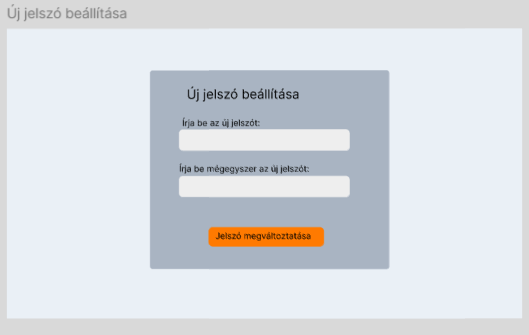 Új jelszó beállítása
Új jelszó beállítása
Írja be az új jelszót:
Írja be mégegyszer az új jelszót:
Jelszó megváltoztatása